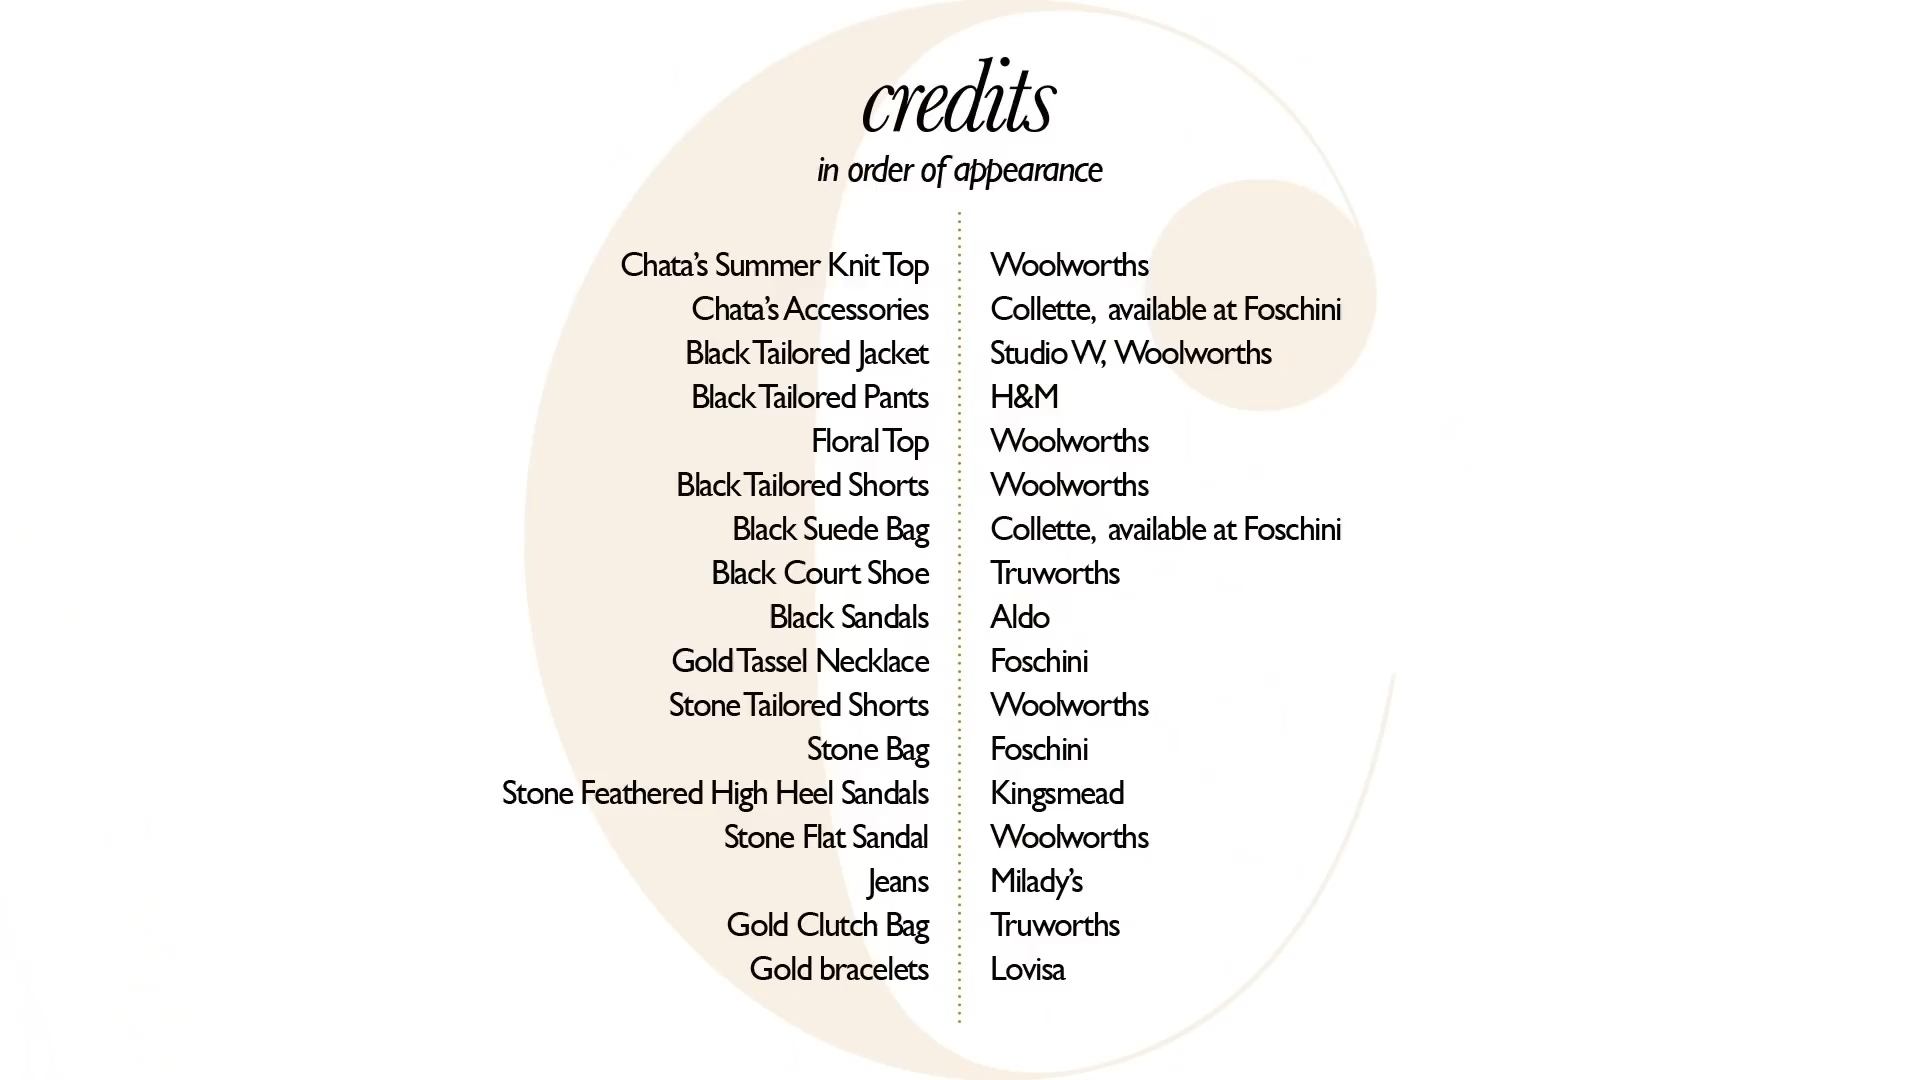 credits
in order of appearance
Chata’s Summer Knit Top Woolworths
Chata’s Accessories Collette, available at Foschini
Black Tailored Jacket Studio W, Woolworths
Black Tailored Pants H&M
Floral Top Woolworths
Black Tailored Shorts Woolworths
Black Suede Bag Collette, available at Foschini
Black Court Shoe Truworths
Black Sandals Aldo
Gold Tassel Necklace Foschini
Stone Tailored Shorts Woolworths
Stone Bag Foschini
Stone Feathered High Heel Sandals Kingsmead
Stone Flat Sandal Woolworths
Jeans Milady’s
Gold Clutch Bag Truworths
Gold bracelets Lovisa